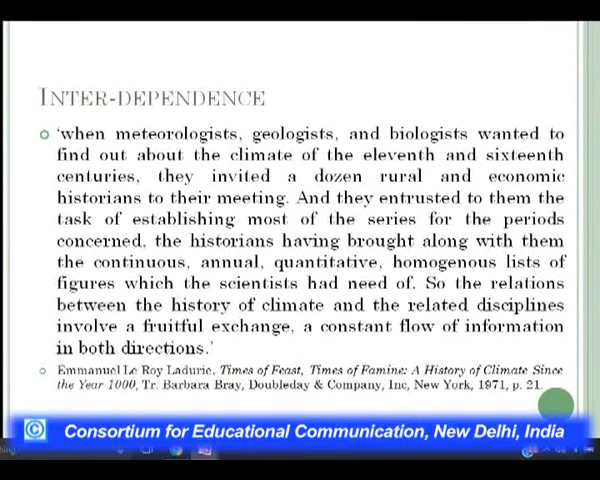 INTER-DEPENDENCE
'when meteorologists, geologists, and biologists wanted to
find out about the climate of the eleventh and sixteenth
centuries, they invited a dozen rural and economic
historians to their meeting. And they entrusted to them the
task of establishing most of the series for the periods
concerned, the historians having brought along with them
the continuous, annual, quantitative, homogenous lists of
figures which the scientists had need of. So the relations
between the history of climate and the related disciplines
involve a fruitful exchange, a constant flow of information
in both directions.'
Emmanuel Le Roy Ladurie, Times of Feast, Times of Famine: A History of Climate Since
the Year 1000, Tr. Barbara Bray, Doubleday & Company, Inc, New York, 1971, p. 21.
© Consortium for Educational Communication, New Delhi, India